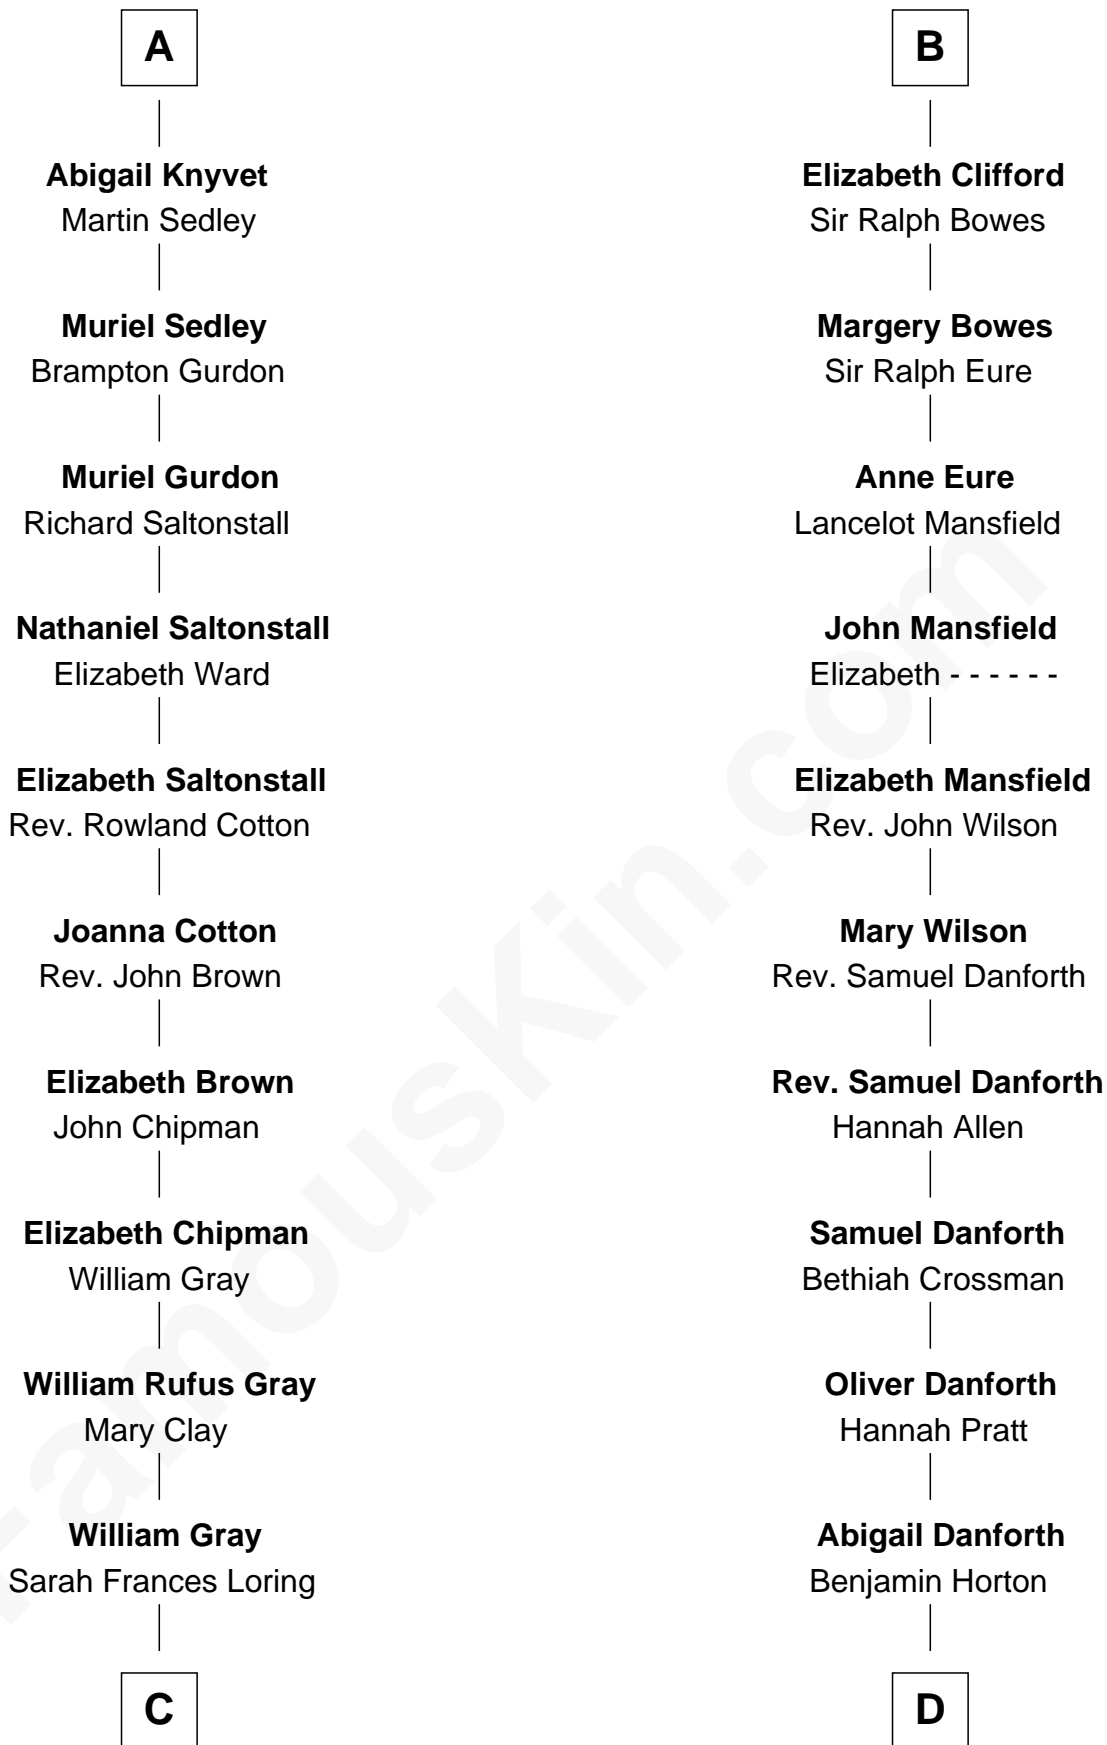 A
Abigail Knyvet
Martin Sedley
Muriel Sedley
Brampton Gurdon
Muriel Gurdon
Richard Saltonstall
Nathaniel Saltonstall
Elizabeth Ward
Elizabeth Saltonstall
Rev. Rowland Cotton
Joanna Cotton
Rev. John Brown
Elizabeth Brown
John Chipman
Elizabeth Chipman
William Gray
William Rufus Gray
Mary Clay
William Gray
Sarah Frances Loring
C
B
Elizabeth Clifford
Sir Ralph Bowes
Margery Bowes
Sir Ralph Eure
Anne Eure
Lancelot Mansfield
John Mansfield
Elizabeth - - - - - -
Elizabeth Mansfield
Rev. John Wilson
Mary Wilson
Rev. Samuel Danforth
Rev. Samuel Danforth
Hannah Allen
Samuel Danforth
Bethiah Crossman
Oliver Danforth
Hannah Pratt
Abigail Danforth
Benjamin Horton
D
FamousKin.com